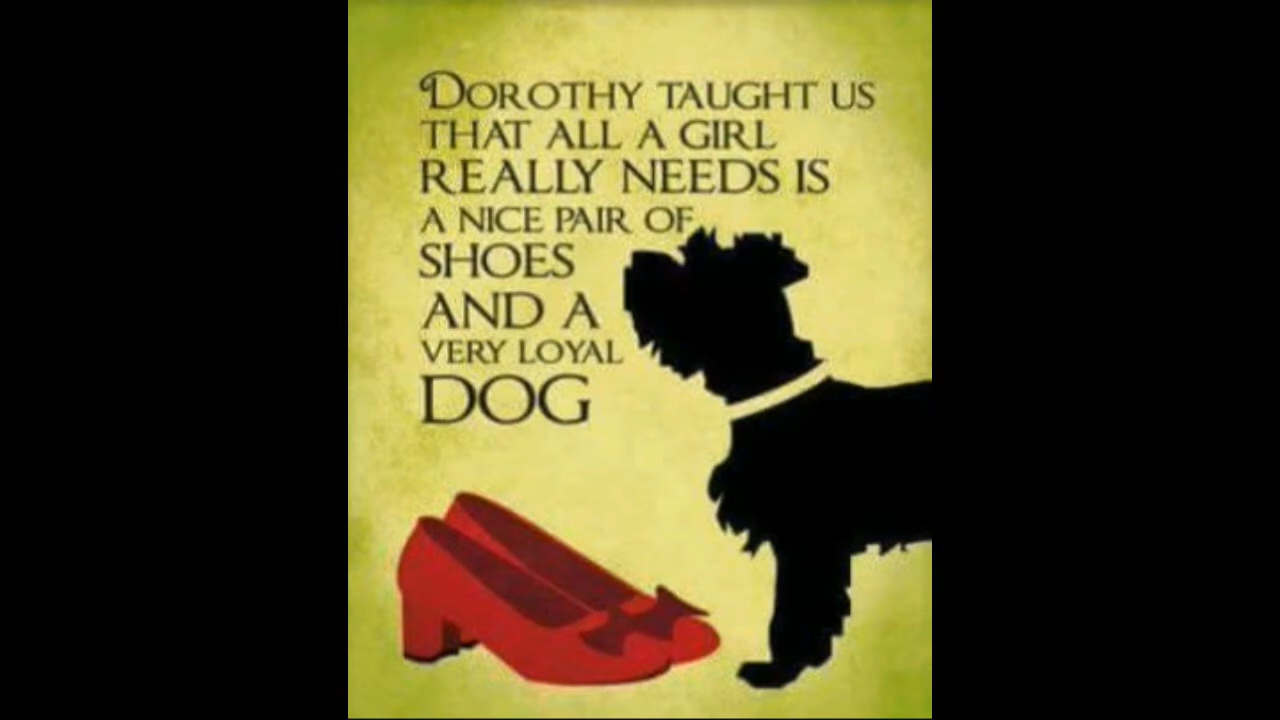 DOROTHY TAUGHT US
THAT ALL A GIRL
REALLY NEEDS IS
A NICE PAIR OF
SHOES
AND A
VERY LOYAL
DOG